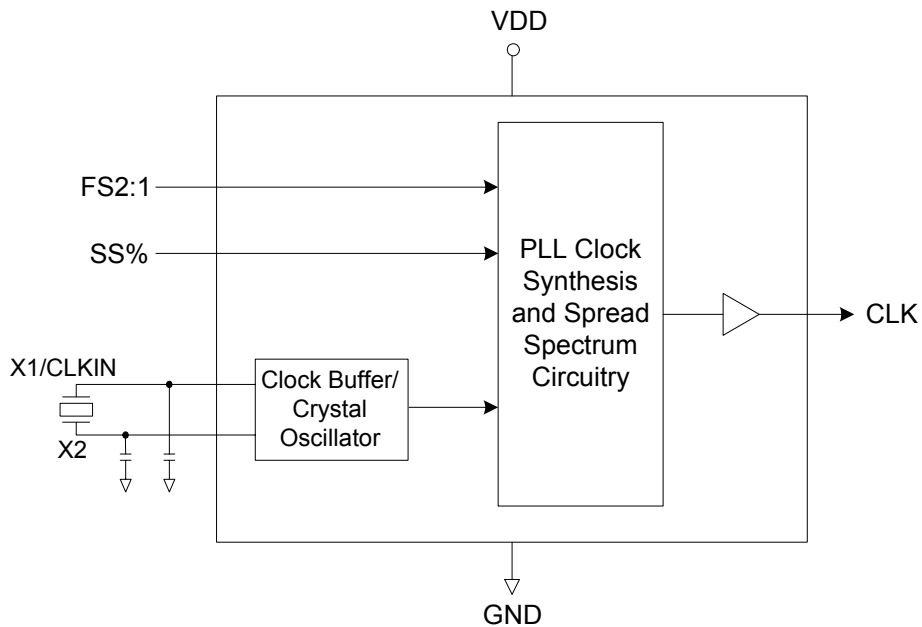 VDD
FS2:1
SS%
PLL Clock
Synthesis
and Spread
Spectrum
Circuitry
CLK
X1/CLKIN
X2
Clock Buffer/
Crystal
Oscillator
GND